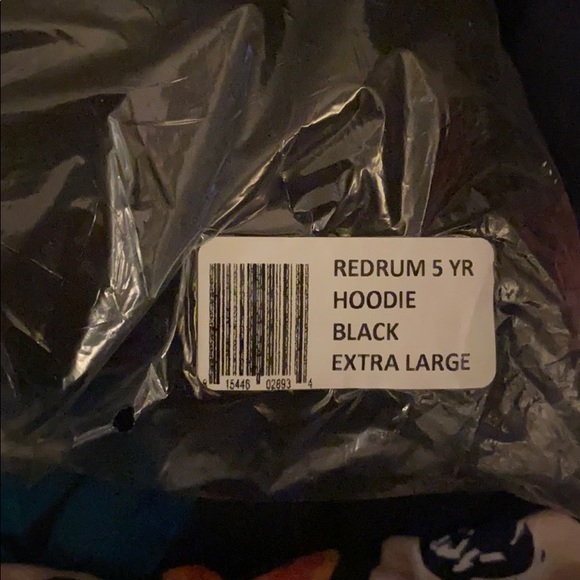 REDRUM 5 YR
HOODIE
BLACK
EXTRA LARGE
15446 02893 4